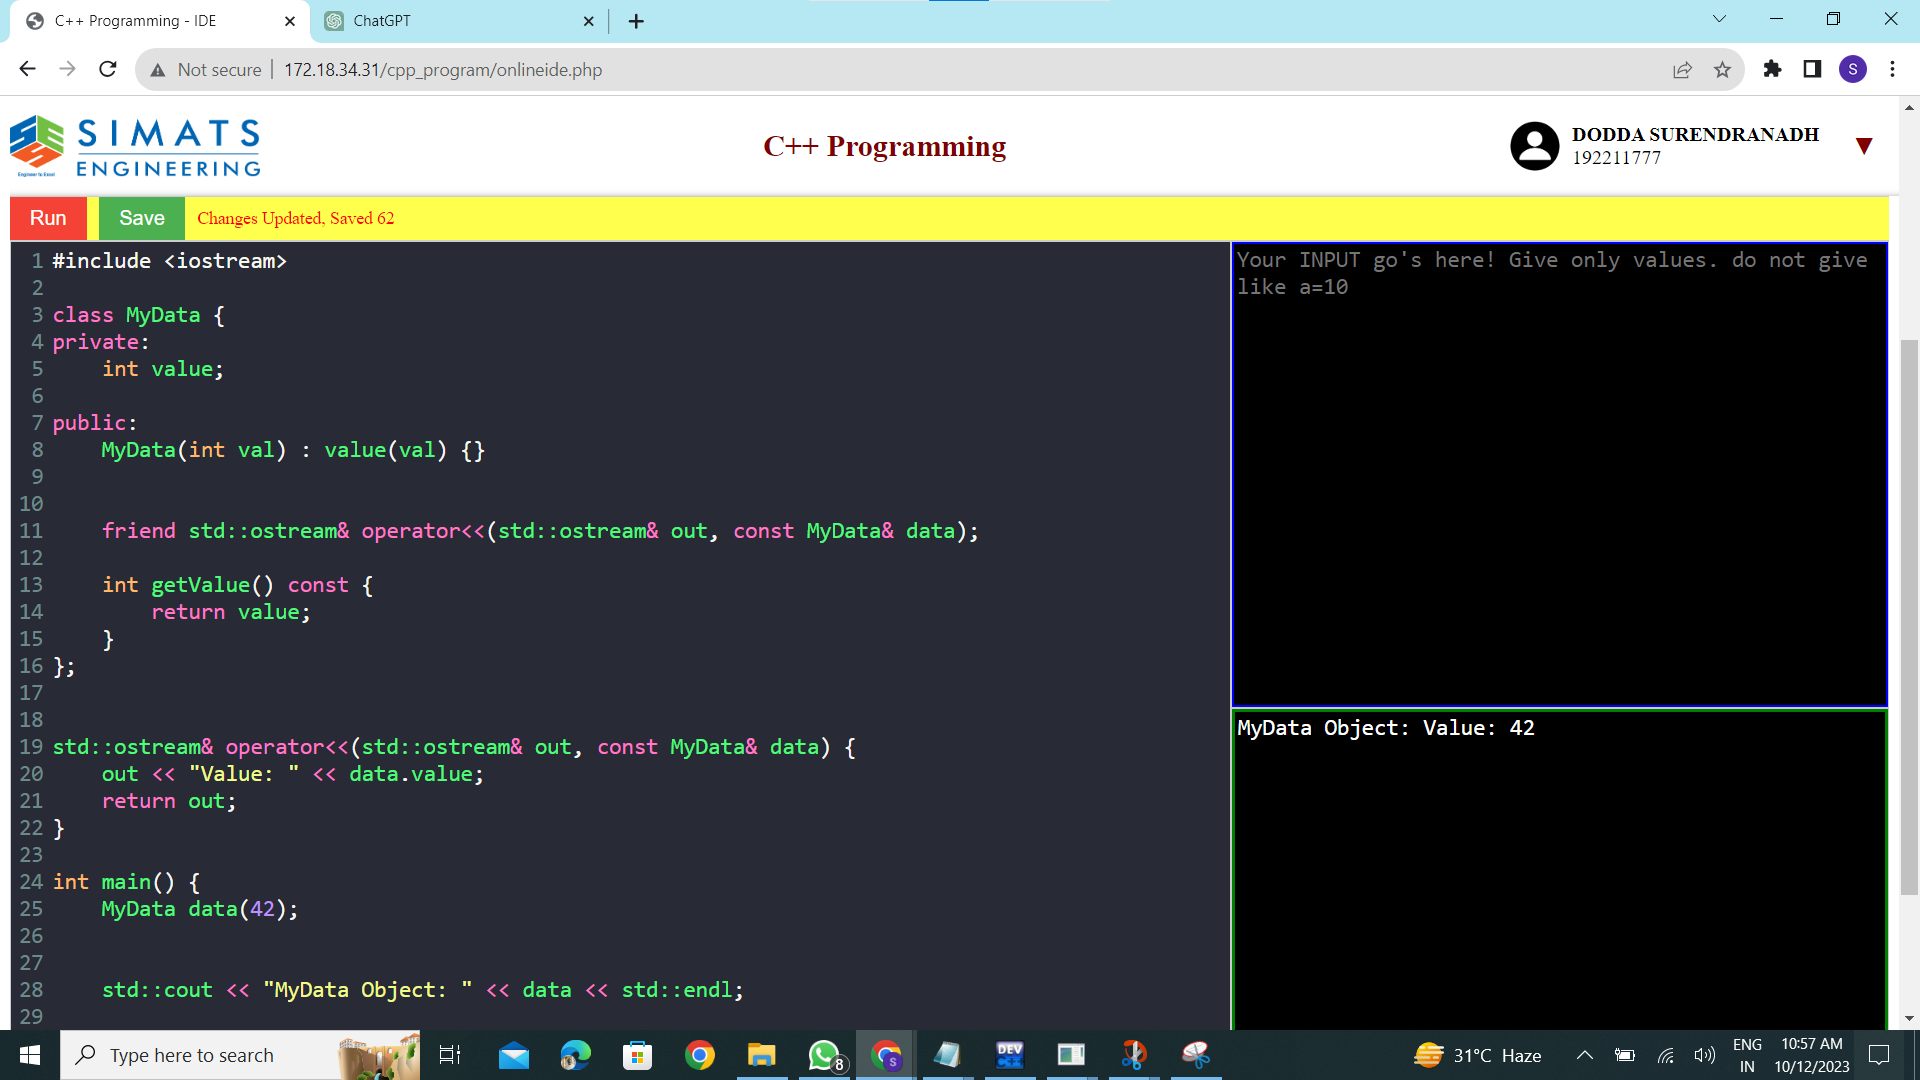 C++ Programming - IDE
ChatGPT
Not secure | 172.18.34.31/cpp_program/onlineide.php
S
SIMATS
ENGINEERING
Engineer to Excel
C++ Programming
DODDA SURENDRANADH
192211777
Run Save Changes Updated, Saved 62
1 #include <iostream>
2
3 class MyData {
4 private:
5     int value;
6
7 public:
8     MyData(int val) : value(val) {}
9
10
11     friend std::ostream& operator<<(std::ostream& out, const MyData& data);
12
13     int getValue() const {
14         return value;
15     }
16 };
17
18
19 std::ostream& operator<<(std::ostream& out, const MyData& data) {
20     out << "Value: " << data.value;
21     return out;
22 }
23
24 int main() {
25     MyData data(42);
26
27
28     std::cout << "MyData Object: " << data << std::endl;
29
Your INPUT go's here! Give only values. do not give
like a=10
MyData Object: Value: 42
Type here to search
8
S
DEV
C++
31°C Haze
ENG
IN
10:57 AM
10/12/2023